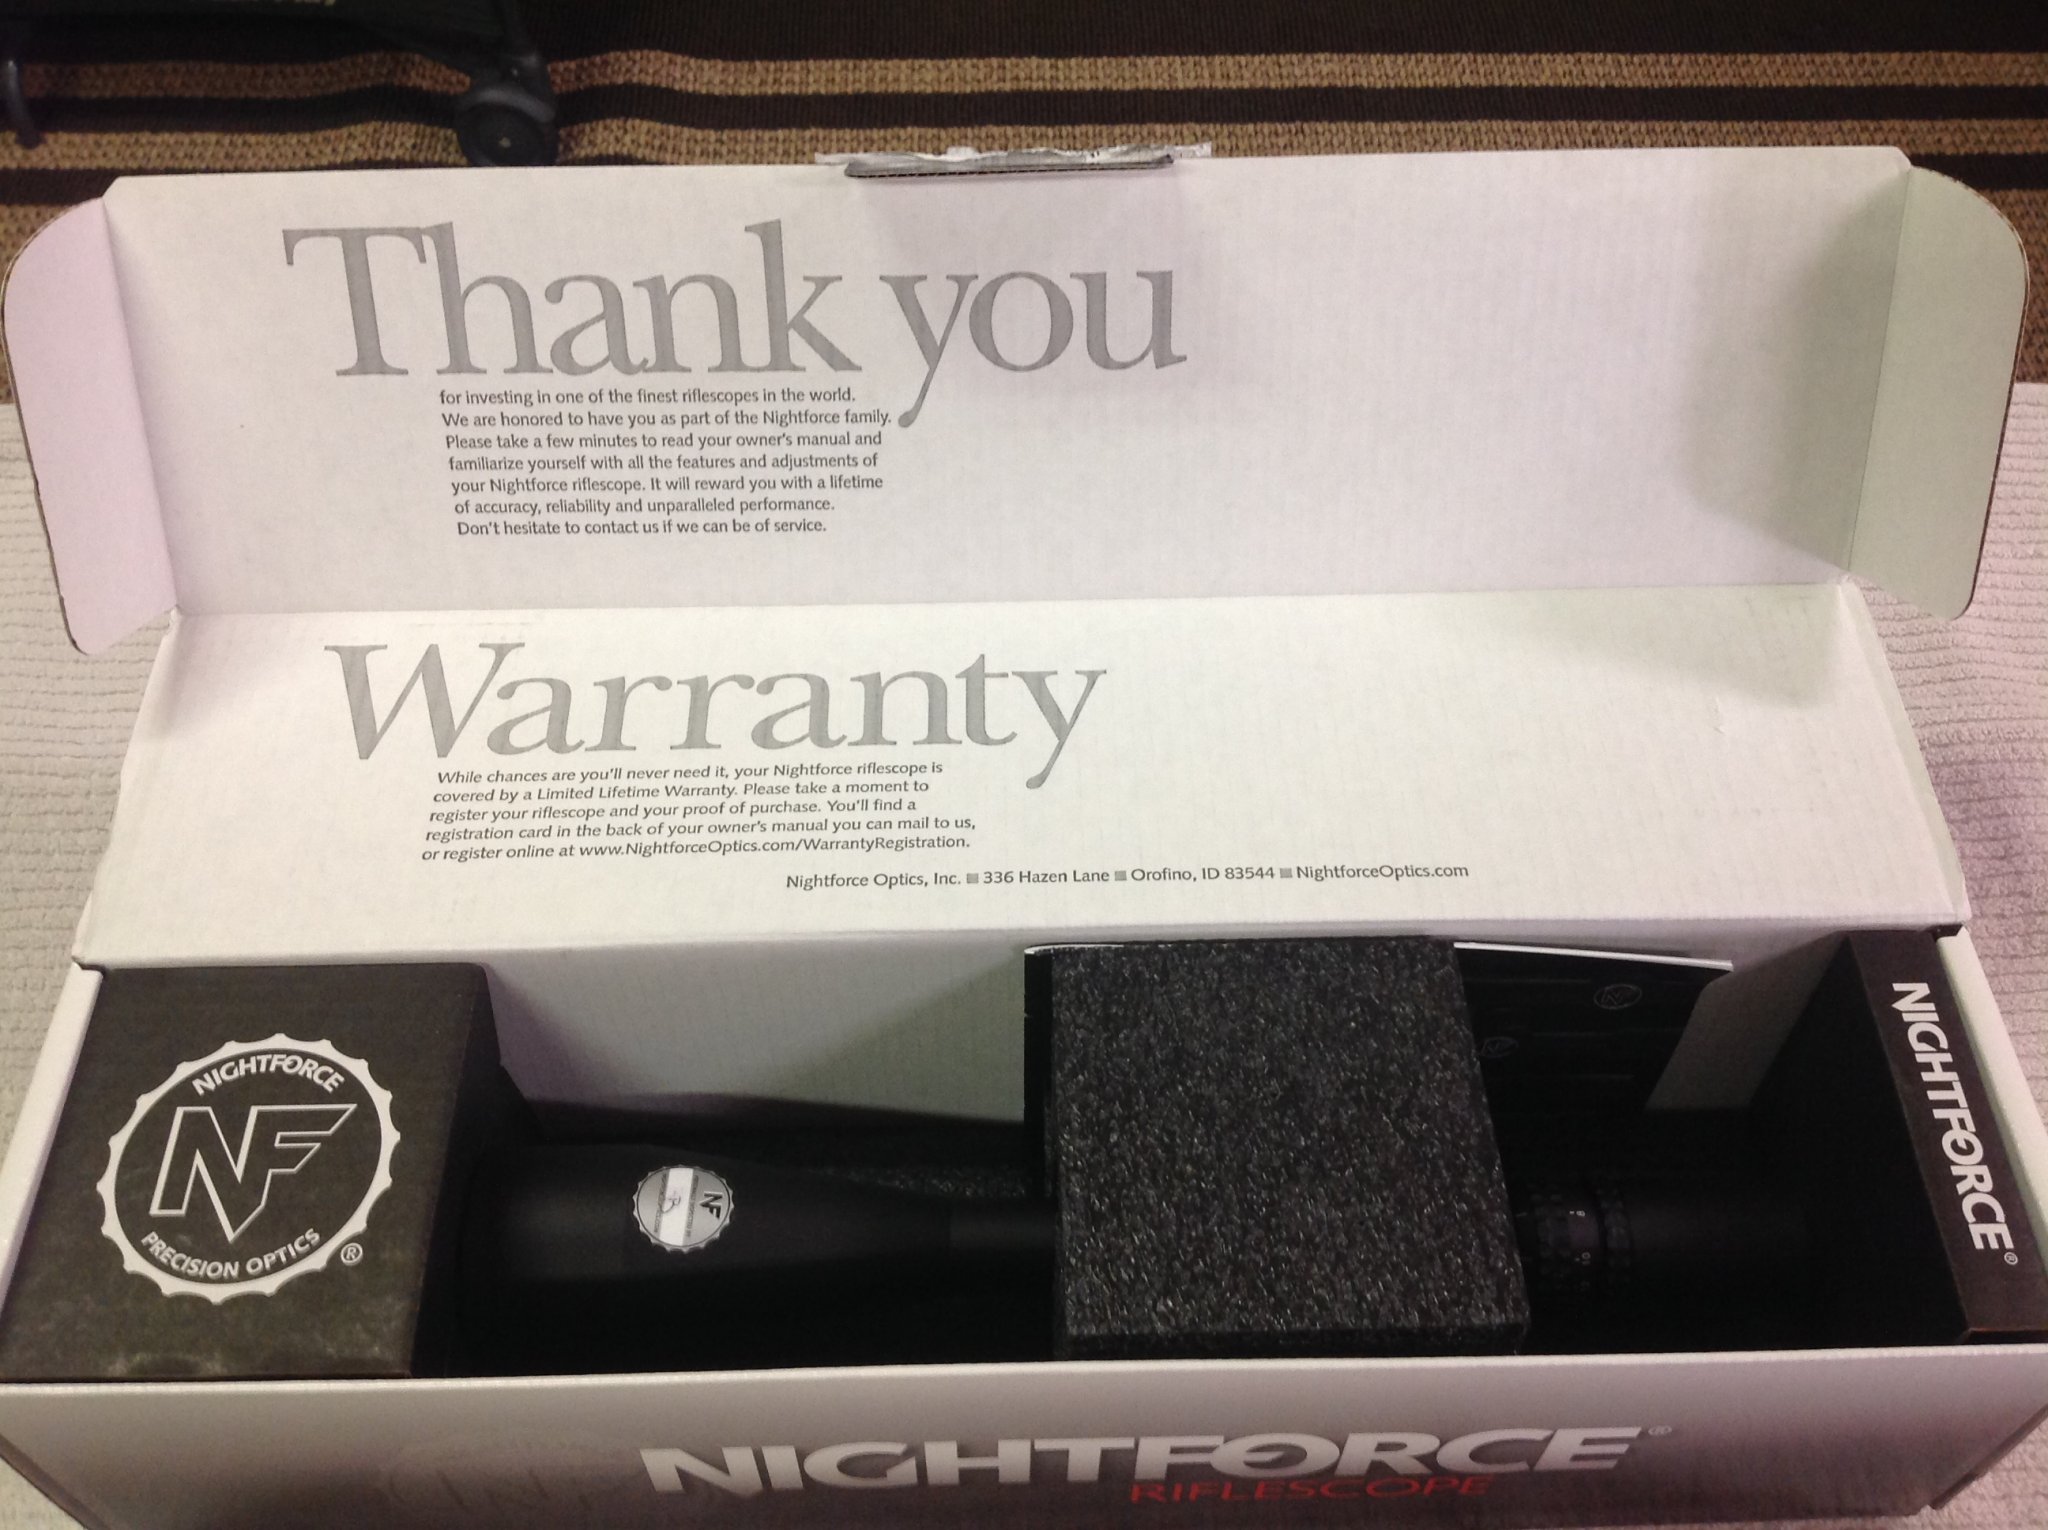 Thank you
for investing in one of the finest riflescopes in the world.
We are honored to have you as part of the Nightforce family.
Please take a few minutes to read your owner's manual and
familiarize yourself with all the features and adjustments of
your Nightforce riflescope. It will reward you with a lifetime
of accuracy, reliability and unparalleled performance.
Don't hesitate to contact us if we can be of service.
Warranty
While chances are you'll never need it, your Nightforce riflescope is
covered by a Limited Lifetime Warranty. Please take a moment to
register your riflescope and your proof of purchase. You'll find a
registration card in the back of your owner's manual you can mail to us,
or register online at www.NightforceOptics.com/WarrantyRegistration.
Nightforce Optics, Inc. ■ 336 Hazen Lane ■ Orofino, ID 83544 ■ NightforceOptics.com
NIGHTFORCE
NF
PRECISION OPTICS®
NF
NF
NIGHTFORCE®
NIGHTFORCE®
RIFLESCOPE